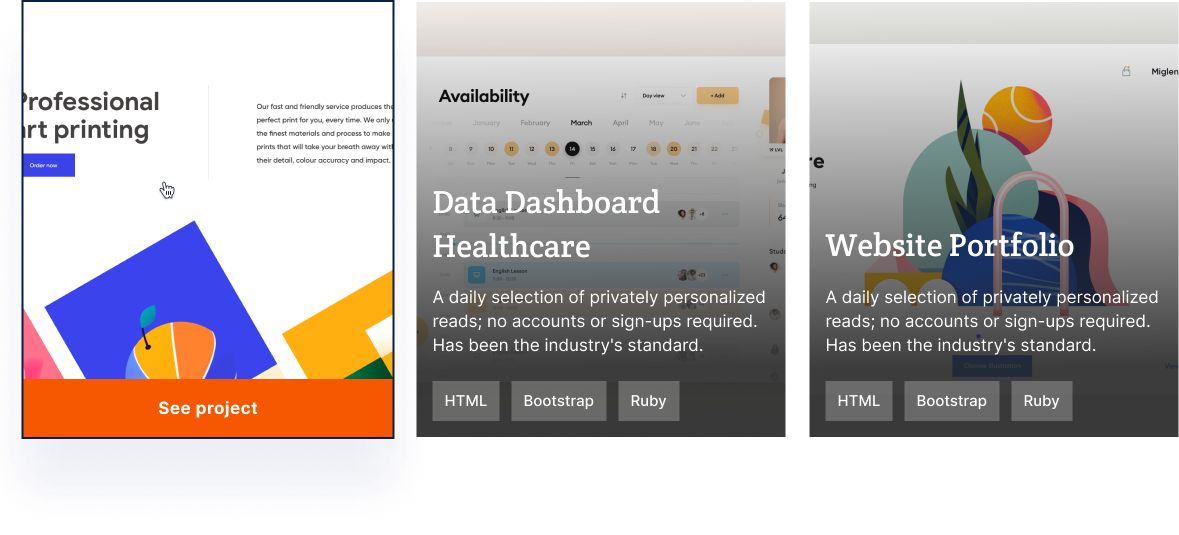 Professional
art printing
Order now
Our fast and friendly service produces the
perfect print for you, every time. We only
the finest materials and process to make
prints that will take your breath away with
their detail, colour accuracy and impact.
See project
Availability
Day view
+ Add
January February March April May June
8 9 10 11 12 13 14 15 16 17 18 20 21 22
Data Dashboard
Healthcare
English Lesson
A daily selection of privately personalized
reads; no accounts or sign-ups required.
Has been the industry's standard.
HTML Bootstrap Ruby
Miglen
re
Website Portfolio
A daily selection of privately personalized
reads; no accounts or sign-ups required.
Has been the industry's standard.
HTML Bootstrap Ruby